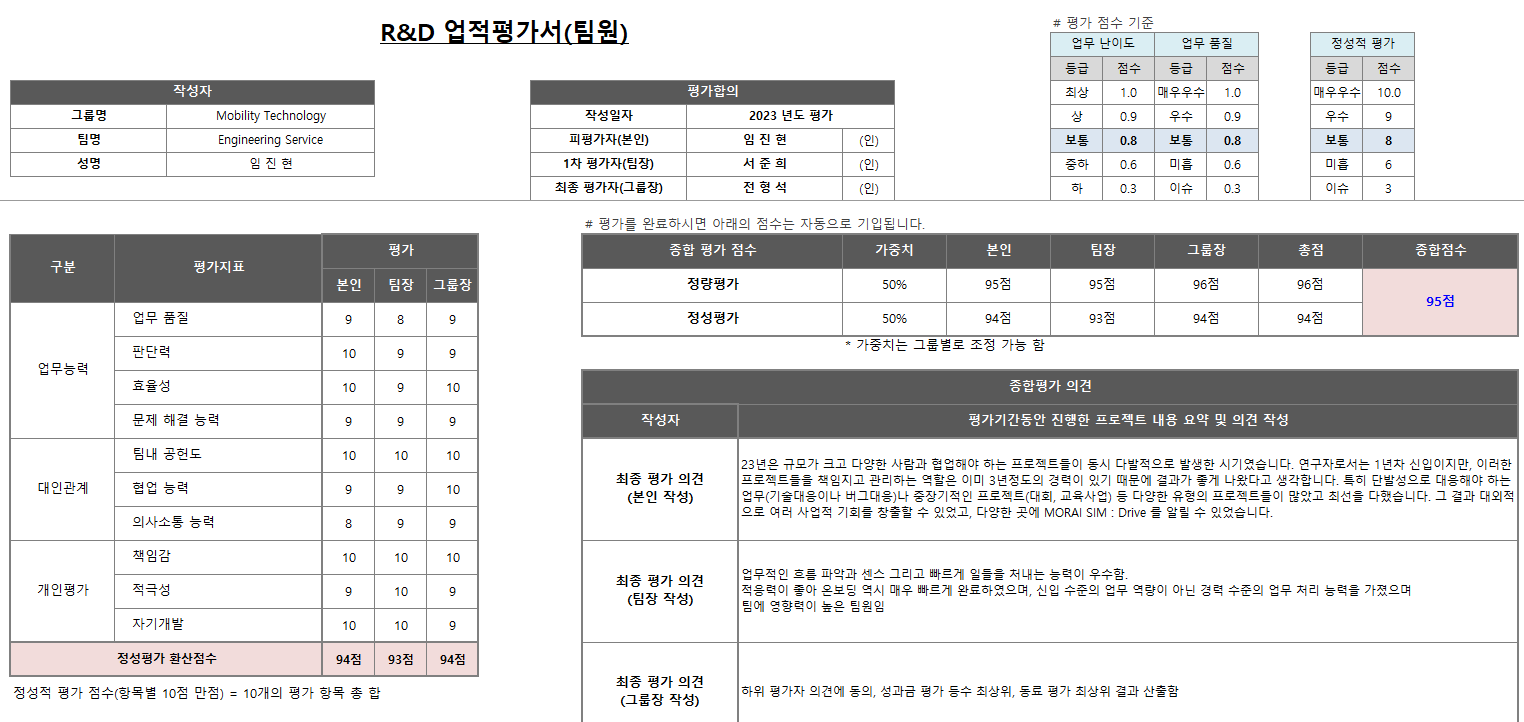 R&D 업적평가서(팀원)
# 평가 점수 기준
업무 난이도 업무 품질 정성적 평가
등급 점수 등급 점수 등급 점수
최상 1.0 매우우수 1.0 매우우수 10.0
상 0.9 우수 0.9 우수 9
보통 0.8 보통 0.8 보통 8
중하 0.6 미흡 0.6 미흡 6
하 0.3 이슈 0.3 이슈 3
작성자
그룹명 Mobility Technology
팀명 Engineering Service
성명 임 진 현
평가합의
작성일자 2023 년도 평가
피평가자(본인) 임 진 현 (인)
1차 평가자(팀장) 서 준 희 (인)
최종 평가자(그룹장) 전 형 석 (인)
구분 평가지표 평가
본인 팀장 그룹장
업무능력
업무 품질 9 8 9
판단력 10 9 9
효율성 10 9 10
문제 해결 능력 9 9 9
대인관계
팀내 공헌도 10 10 10
협업 능력 9 9 10
의사소통 능력 8 9 9
개인평가
책임감 10 10 10
적극성 9 10 9
자기개발 10 10 9
정성평가 환산점수 94점 93점 94점
정성적 평가 점수(항목별 10점 만점) = 10개의 평가 항목 총 합
# 평가를 완료하시면 아래의 점수는 자동으로 기입됩니다.
종합 평가 점수 가중치 본인 팀장 그룹장 총점 종합점수
정량평가 50% 95점 95점 96점 96점 95점
정성평가 50% 94점 93점 94점 94점
* 가중치는 그룹별로 조정 가능 함
종합평가 의견
작성자 평가기간동안 진행한 프로젝트 내용 요약 및 의견 작성
최종 평가 의견
(본인 작성)
23년은 규모가 크고 다양한 사람과 협업해야 하는 프로젝트들이 동시 다발적으로 발생한 시기였습니다. 연구자로서는 1년차 신입이지만, 이러한
프로젝트들을 책임지고 관리하는 역할은 이미 3년정도의 경력이 있기 때문에 결과가 좋게 나왔다고 생각합니다. 특히 단발성으로 대응해야 하는
업무(기술대응이나 버그대응)나 중장기적인 프로젝트(대회, 교육사업) 등 다양한 유형의 프로젝트들이 많았고 최선을 다했습니다. 그 결과 대외적
으로 여러 사업적 기회를 창출할 수 있었고, 다양한 곳에 MORAI SIM : Drive 를 알릴 수 있었습니다.
최종 평가 의견
(팀장 작성)
업무적인 흐름 파악과 센스 그리고 빠르게 일들을 처내는 능력이 우수함.
적응력이 좋아 온보딩 역시 매우 빠르게 완료하였으며, 신입 수준의 업무 역량이 아닌 경력 수준의 업무 처리 능력을 가졌으며
팀에 영향력이 높은 팀원임
최종 평가 의견
(그룹장 작성)
하위 평가자 의견에 동의, 성과금 평가 등수 최상위, 동료 평가 최상위 결과 산출함